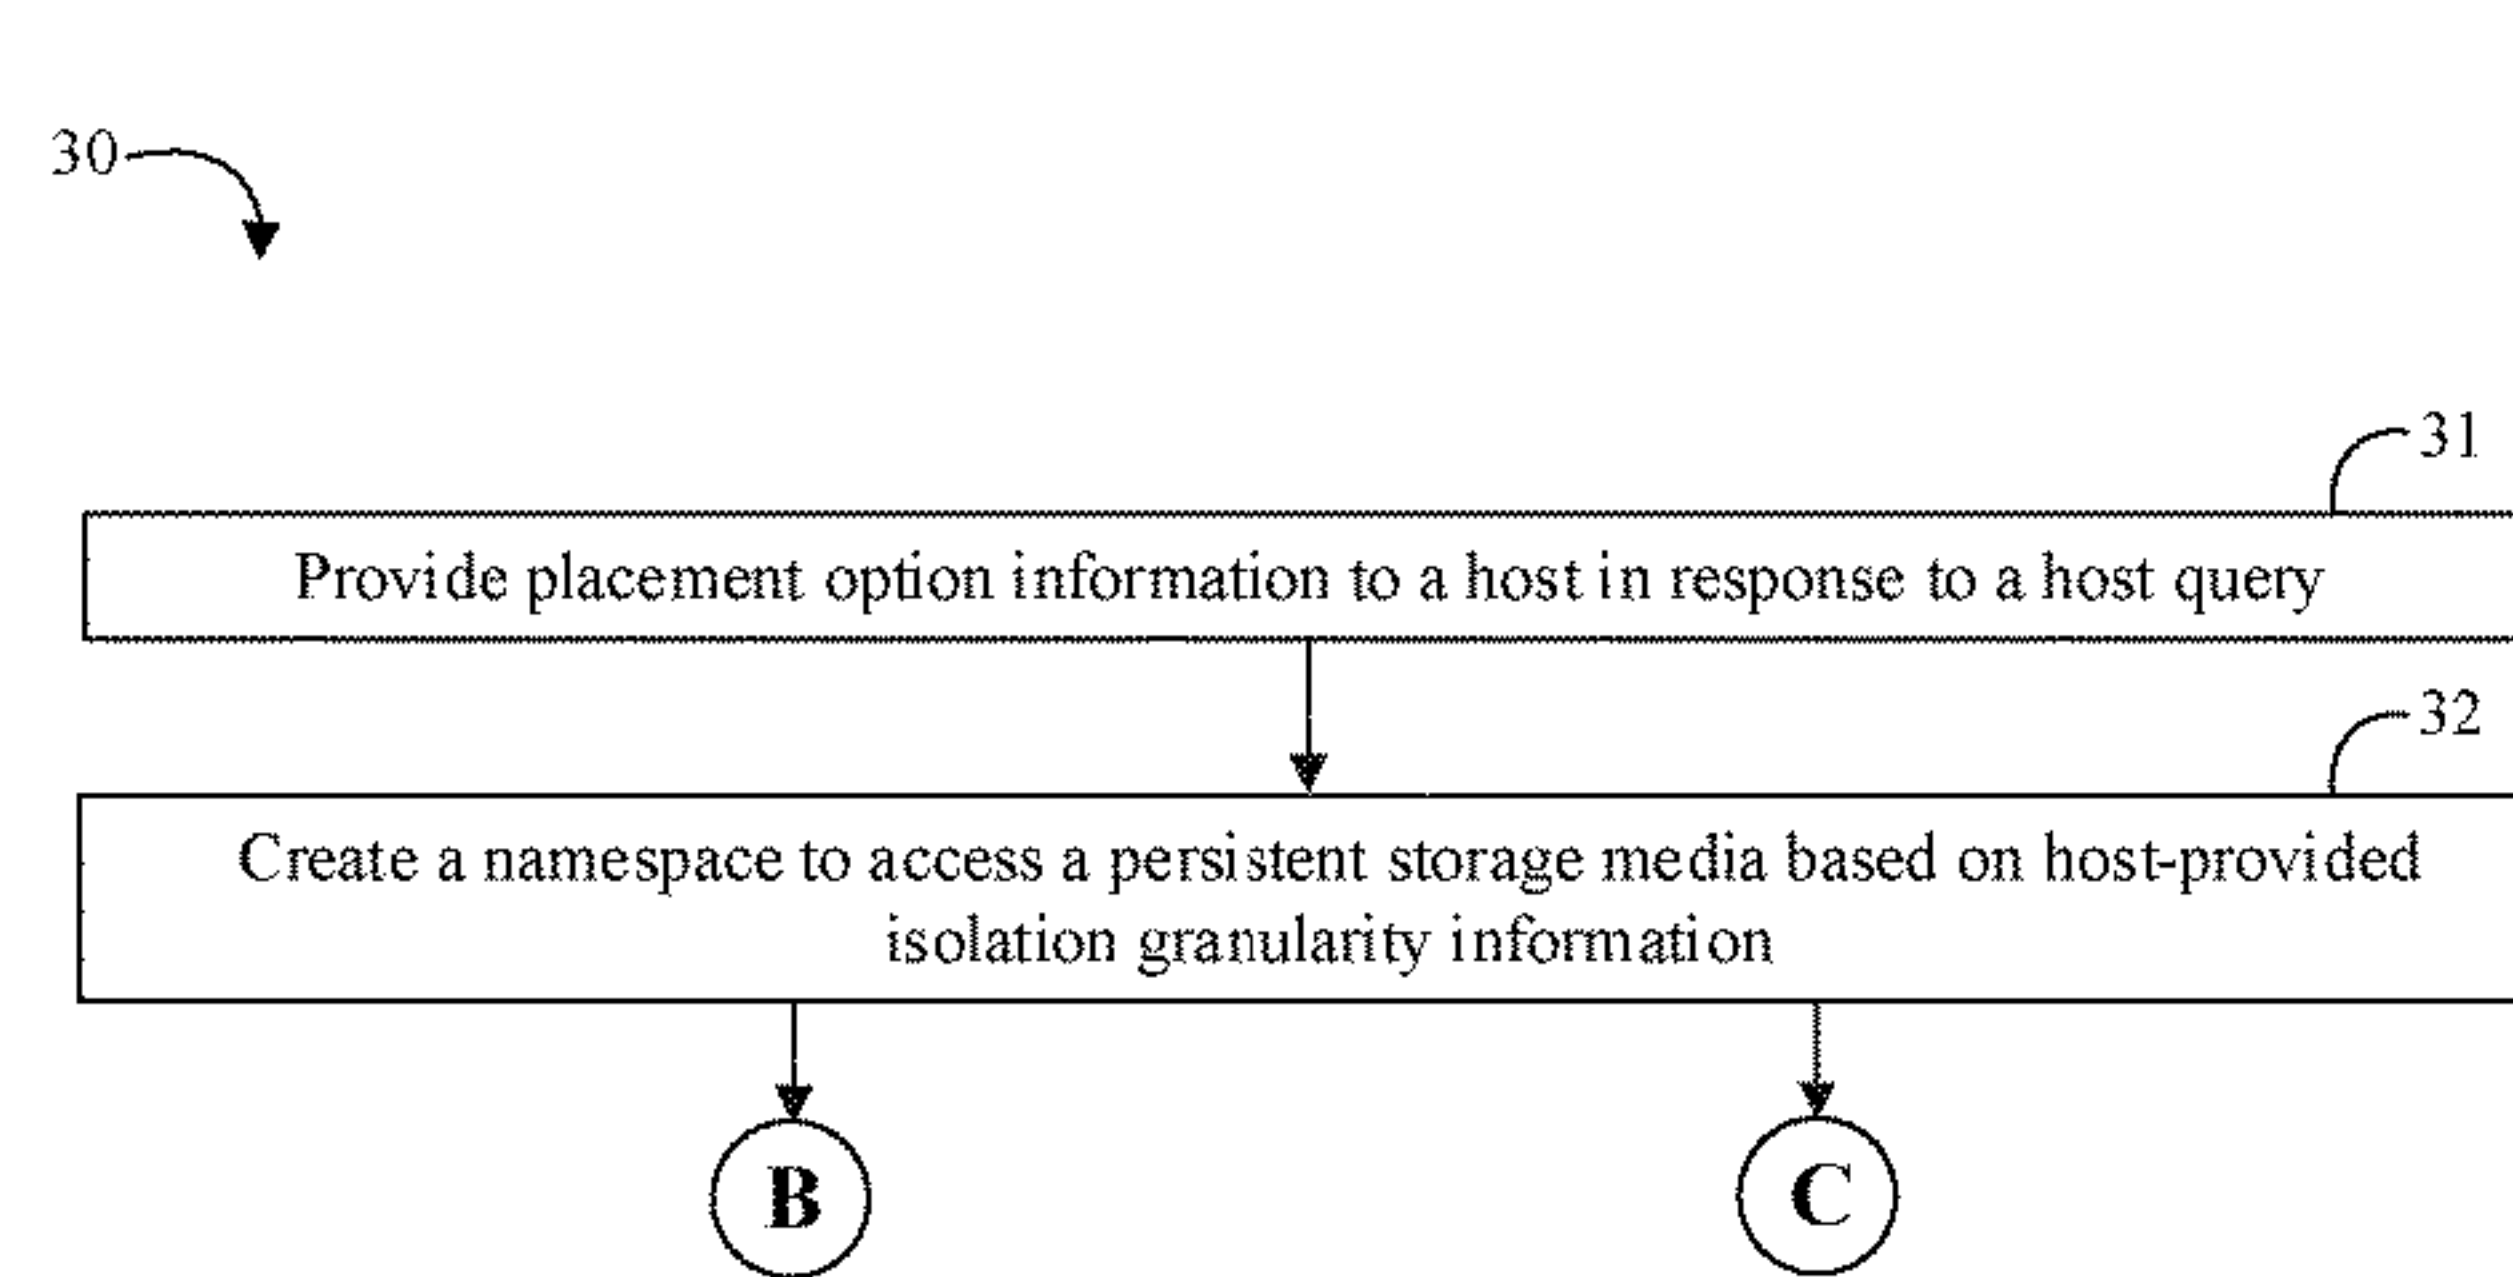 30
31
Provide placement option information to a host in response to a host query
32
Create a namespace to access a persistent storage media based on host-provided
isolation granularity information
B
C